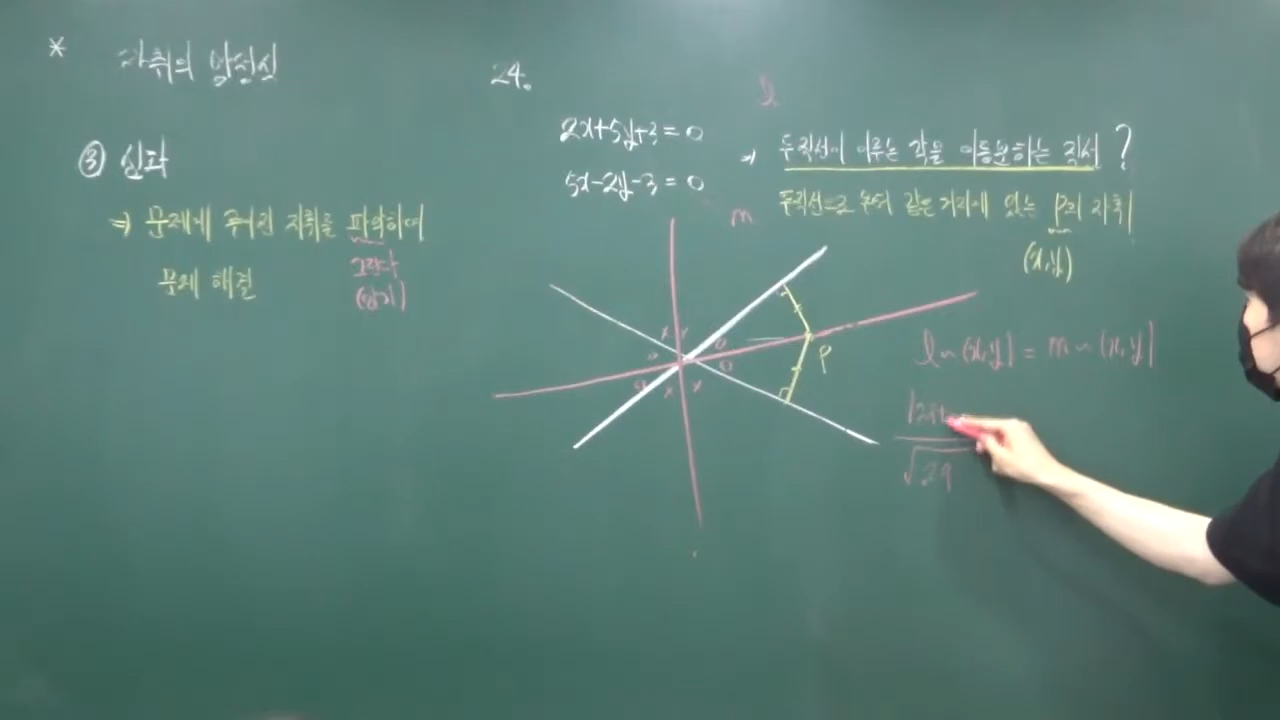 * 자취의 방정식
③ 심화
⇒ 문제에 주어진 자취를 파악하여
그린다
(암기)
문제 해결
24.
l
2x+5y+3=0
5x-2y-3=0
m
⇒ 두직선이 이루는 각을 이등분하는 직선?
두직선으로 부터 같은 거리에 있는 P의 자취
(x,y)
x x
o o
o o
x x
P
l~(x,y) = m~(x,y)
|2x+
√29